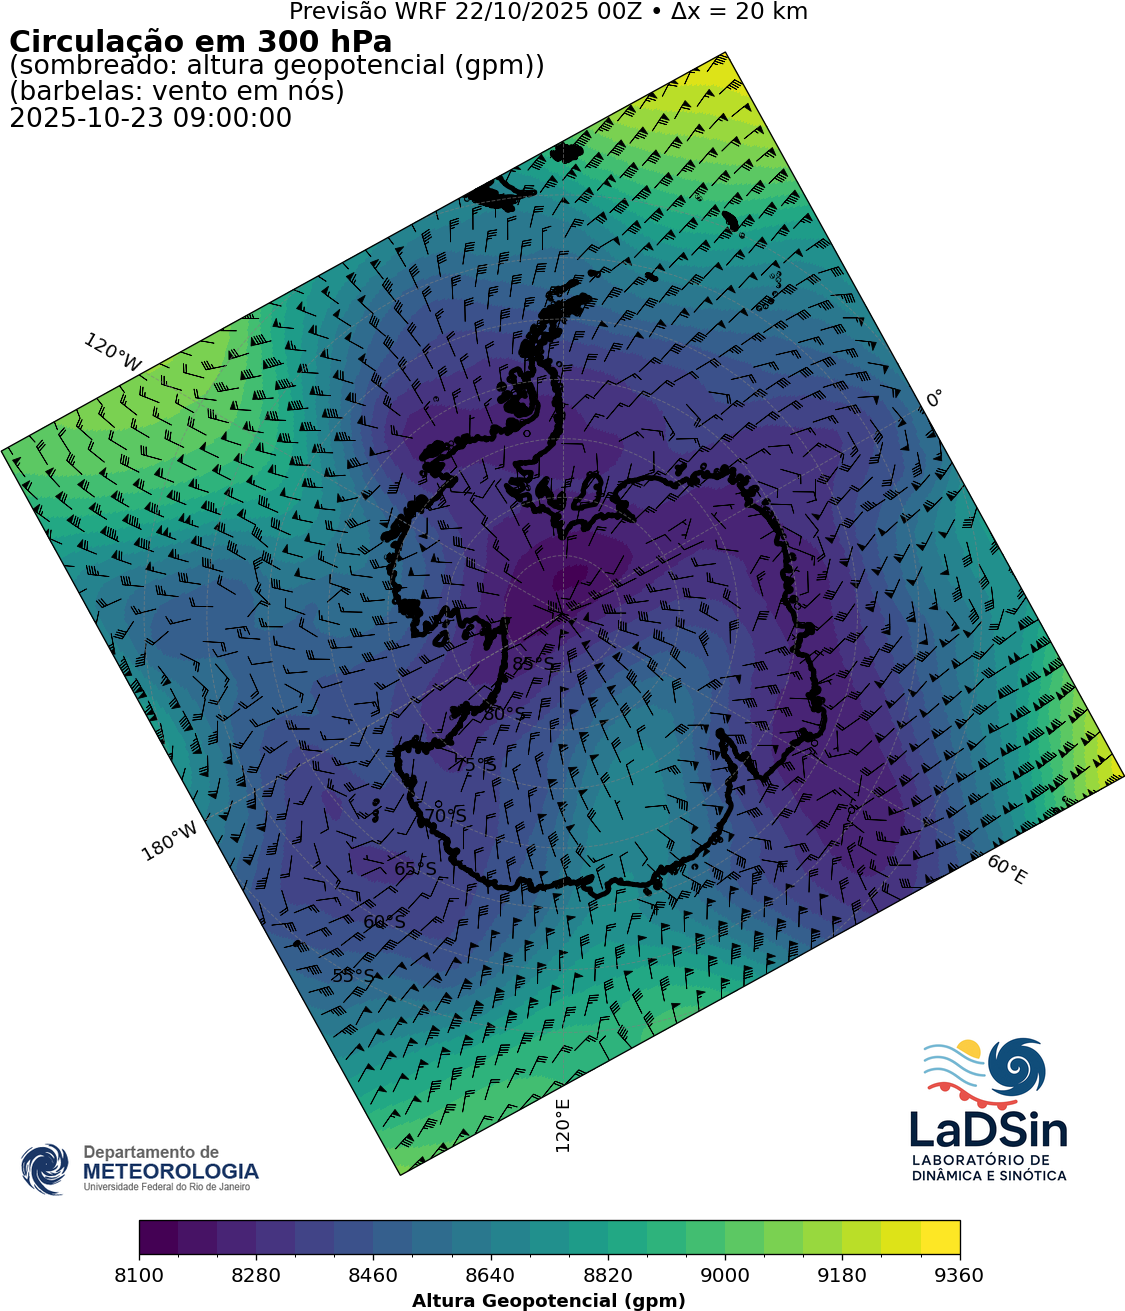 Previsão WRF 22/10/2025 00Z • Δx = 20 km
Circulação em 300 hPa
(sombreado: altura geopotencial (gpm))
(barbelas: vento em nós)
2025-10-23 09:00:00
120°W
0°
85°S
80°S
75°S
70°S
180°W
65°S
60°E
60°S
55°S
120°E
LaDSin
LABORATÓRIO DE
DINÂMICA E SINÓTICA
Departamento de
METEOROLOGIA
Universidade Federal do Rio de Janeiro
8100 8280 8460 8640 8820 9000 9180 9360
Altura Geopotencial (gpm)